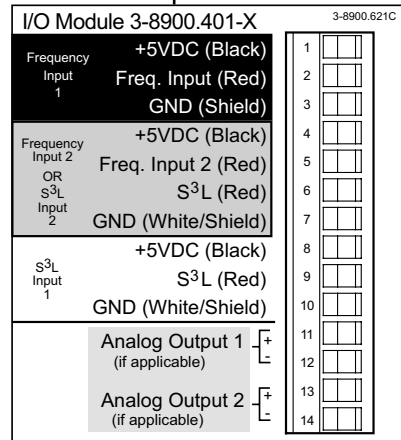 I/O Module 3-8900.401-X
3-8900.621C
Frequency
Input
1
+5VDC (Black)
Freq. Input (Red)
GND (Shield)
Frequency
Input 2
OR
S³L
Input
2
+5VDC (Black)
Freq. Input 2 (Red)
S³L (Red)
GND (White/Shield)
S³L
Input
1
+5VDC (Black)
S³L (Red)
GND (White/Shield)
Analog Output 1
(if applicable)
+
-
Analog Output 2
(if applicable)
+
-
1
2
3
4
5
6
7
8
9
10
11
12
13
14